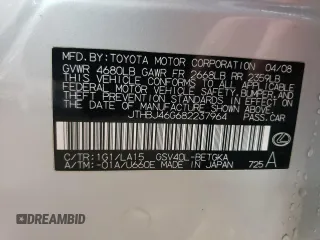 MFD.BY:TOYOTA MOTOR CORPORATION 04/08
GVWR 4680LB GAWR FR 2668LB RR 2359LB
THIS VEHICLE CONFORMS TO ALL APPLICABLE
FEDERAL MOTOR VEHICLE SAFETY, BUMPER,
AND THEFT PREVENTION STANDARDS IN EFFECT
ON THE DATE OF MANUFACTURE SHOWN ABOVE.
JTHBJ46G682237964 PASS. CAR
C/TR:1G1/LA15 GSV40L-BETGKA
A/TM:-01A/U660E MADE IN JAPAN 725 A
DREAMBID